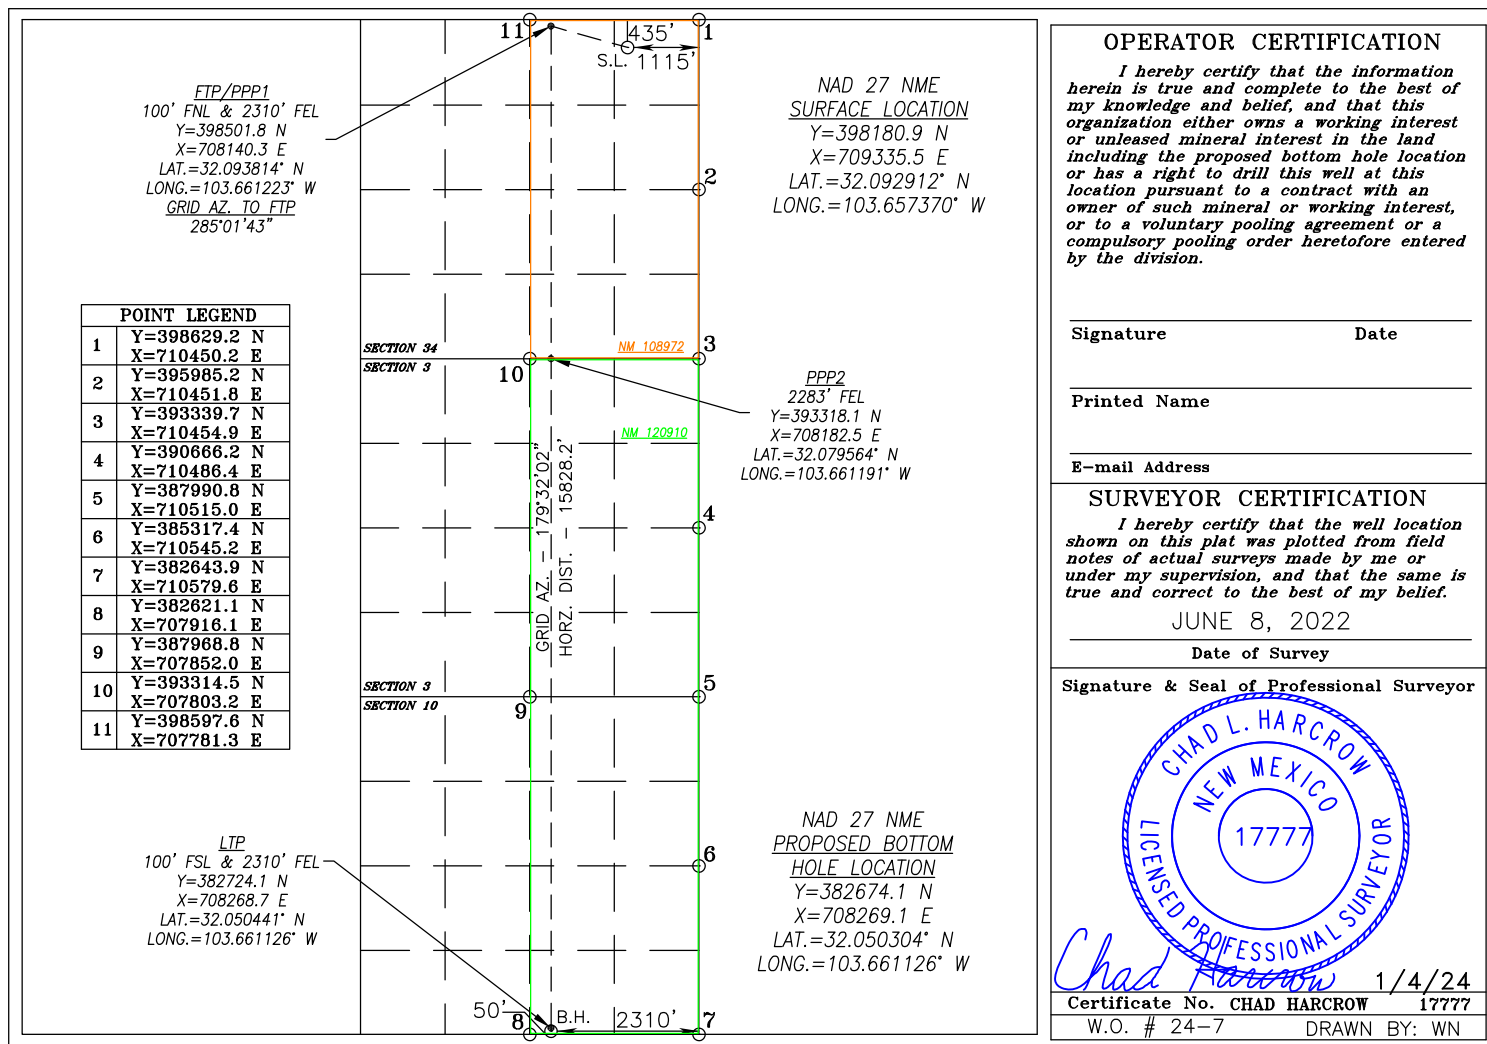 FTP/PPP1
100' FNL & 2310' FEL
Y=398501.8 N
X=708140.3 E
LAT.=32.093814° N
LONG.=103.661223° W
GRID AZ. TO FTP
285°01'43"
POINT LEGEND
1 Y=398629.2 N
X=710450.2 E
2 Y=395985.2 N
X=710451.8 E
3 Y=393339.7 N
X=710454.9 E
4 Y=390666.2 N
X=710486.4 E
5 Y=387990.8 N
X=710515.0 E
6 Y=385317.4 N
X=710545.2 E
7 Y=382643.9 N
X=710579.6 E
8 Y=382621.1 N
X=707916.1 E
9 Y=387968.8 N
X=707852.0 E
10 Y=393314.5 N
X=707803.2 E
11 Y=398597.6 N
X=707781.3 E
LTP
100' FSL & 2310' FEL
Y=382724.1 N
X=708268.7 E
LAT.=32.050441° N
LONG.=103.661126° W
11
435'
1
S.L. 1115'
2
SECTION 34
NM 108972
3
SECTION 3
10
NM 120910
GRID AZ. - 179°32'02"
HORZ. DIST. - 15828.2'
4
SECTION 3
5
SECTION 10
9
6
50'
8
B.H.
2310'
7
NAD 27 NME
SURFACE LOCATION
Y=398180.9 N
X=709335.5 E
LAT.=32.092912° N
LONG.=103.657370° W
PPP2
2283' FEL
Y=393318.1 N
X=708182.5 E
LAT.=32.079564° N
LONG.=103.661191° W
NAD 27 NME
PROPOSED BOTTOM
HOLE LOCATION
Y=382674.1 N
X=708269.1 E
LAT.=32.050304° N
LONG.=103.661126° W
OPERATOR CERTIFICATION
I hereby certify that the information
herein is true and complete to the best of
my knowledge and belief, and that this
organization either owns a working interest
or unleased mineral interest in the land
including the proposed bottom hole location
or has a right to drill this well at this
location pursuant to a contract with an
owner of such mineral or working interest,
or to a voluntary pooling agreement or a
compulsory pooling order heretofore entered
by the division.
Signature Date
Printed Name
E-mail Address
SURVEYOR CERTIFICATION
I hereby certify that the well location
shown on this plat was plotted from field
notes of actual surveys made by me or
under my supervision, and that the same is
true and correct to the best of my belief.
JUNE 8, 2022
Date of Survey
Signature & Seal of Professional Surveyor
CHAD L. HARCROW
NEW MEXICO
17777
LICENSED PROFESSIONAL SURVEYOR
Chad Harcrow 1/4/24
Certificate No. CHAD HARCROW 17777
W.O. # 24-7 DRAWN BY: WN